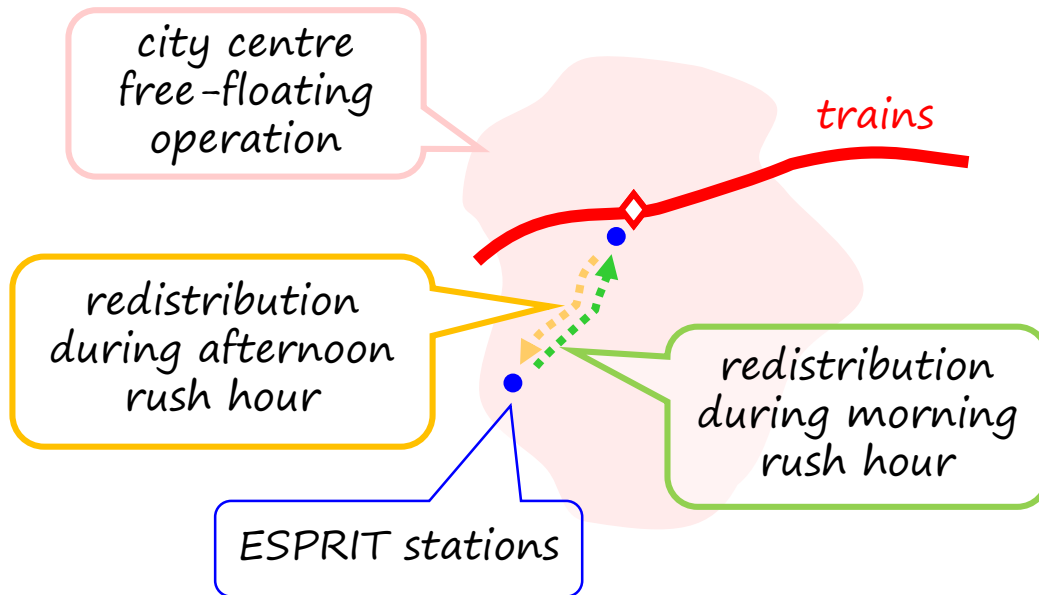 city centre
free-floating
operation
trains
redistribution
during afternoon
rush hour
redistribution
during morning
rush hour
ESPRIT stations